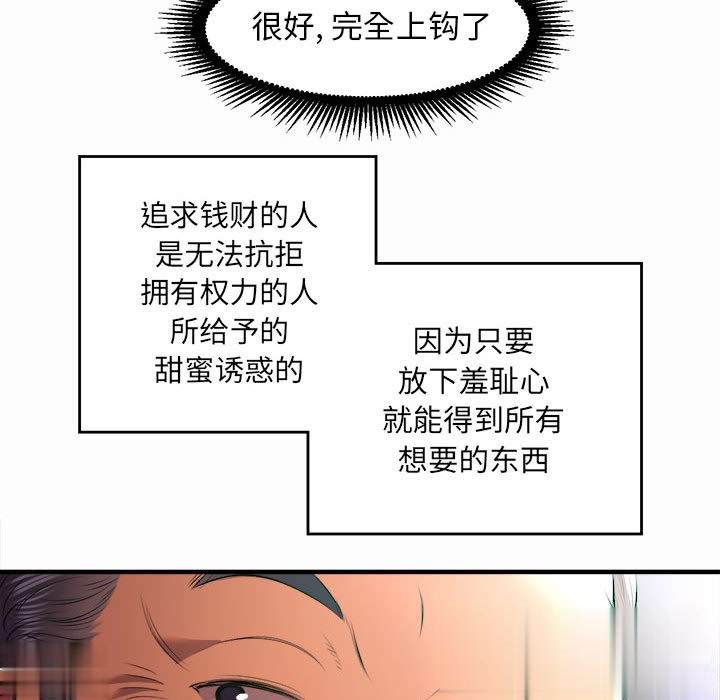 很好, 完全上钩了
追求钱财的人
是无法抗拒
拥有权力的人
所给予的
甜蜜诱惑的
因为只要
放下羞耻心
就能得到所有
想要的东西